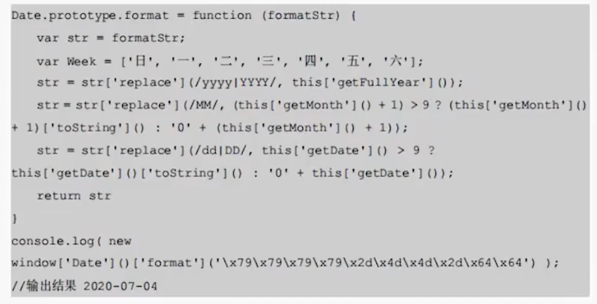 Date.prototype.format = function (formatStr) {
var str = formatStr;
var Week = ['日', '一', '二', '三', '四', '五', '六'];
str = str['replace'](/yyyy|YYYY/, this['getFullYear']());
str = str['replace'](/MM/, (this['getMonth']() + 1) > 9 ? (this['getMonth']()
+ 1)['toString']() : '0' + (this['getMonth']() + 1));
str = str['replace'](/dd|DD/, this['getDate']() > 9 ?
this['getDate']()['toString']() : '0' + this['getDate']());
return str
}
console.log( new
window['Date']()['format']('\x79\x79\x79\x79\x2d\x4d\x4d\x2d\x64\x64') );
//输出结果 2020-07-04